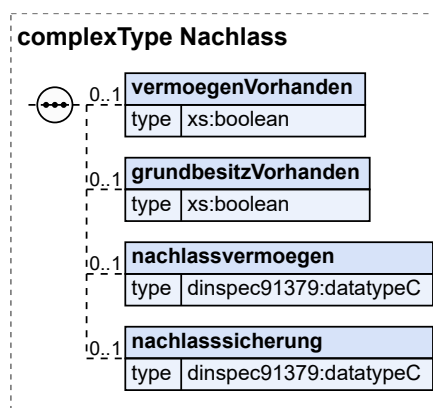 complexType Nachlass
0..1 vermoegenVorhanden
type xs:boolean
0..1 grundbesitzVorhanden
type xs:boolean
0..1 nachlassvermoegen
type dinspec91379:datatypeC
0..1 nachlasssicherung
type dinspec91379:datatypeC